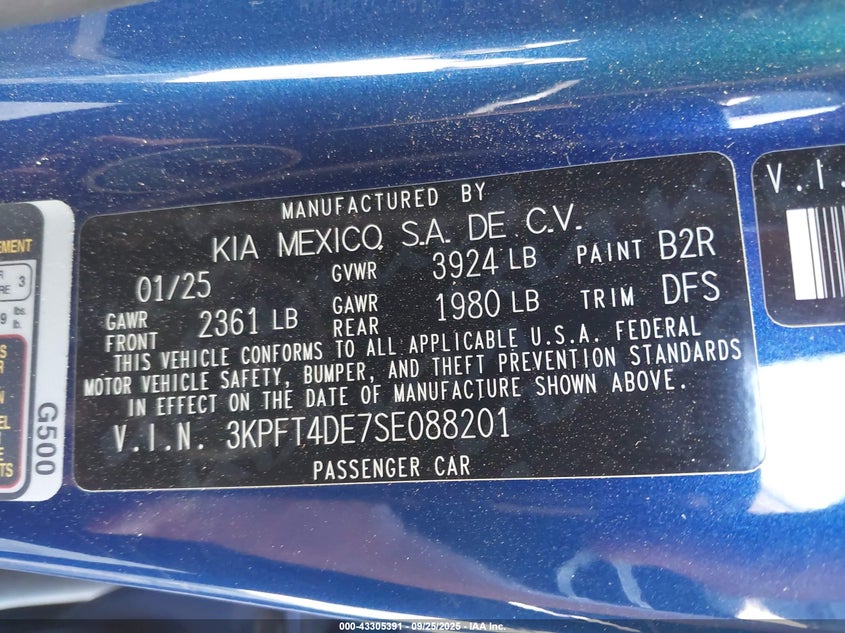 MANUFACTURED BY
KIA MEXICO, S.A. DE C.V.
01/25 GVWR 3924 LB PAINT B2R
GAWR FRONT 2361 LB GAWR REAR 1980 LB TRIM DFS
THIS VEHICLE CONFORMS TO ALL APPLICABLE U.S.A. FEDERAL
MOTOR VEHICLE SAFETY, BUMPER, AND THEFT PREVENTION STANDARDS
IN EFFECT ON THE DATE OF MANUFACTURE SHOWN ABOVE.
V.I.N. 3KPFT4DE7SE088201
PASSENGER CAR
G500
3
lbs.
lb.
V.I.
000-43305391 - 09/25/2025 - IAA Inc.